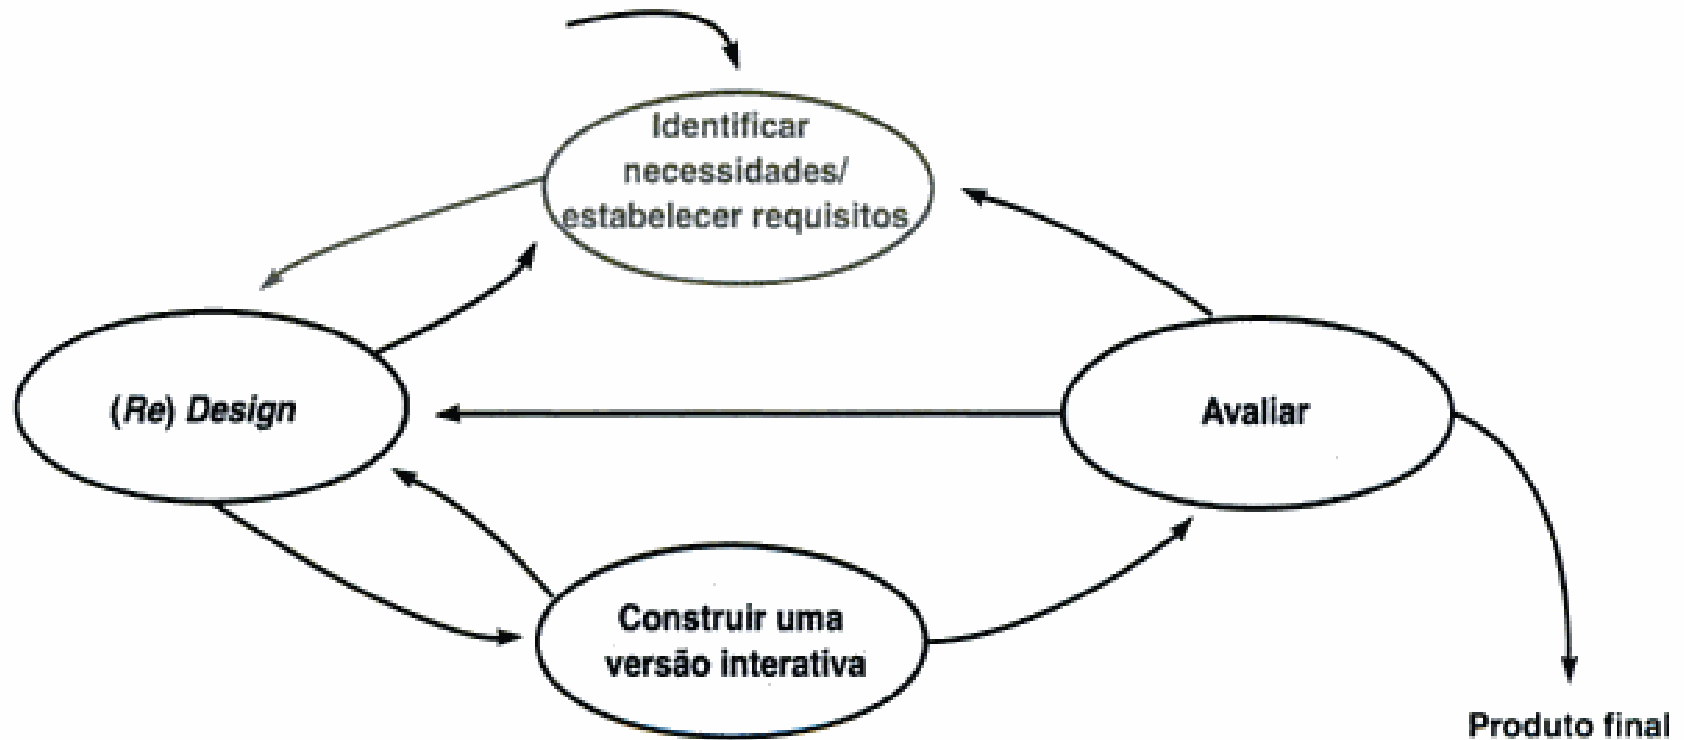 Identificar
necessidades/
estabelecer requisitos
(Re) Design
Avaliar
Construir uma
versão interativa
Produto final